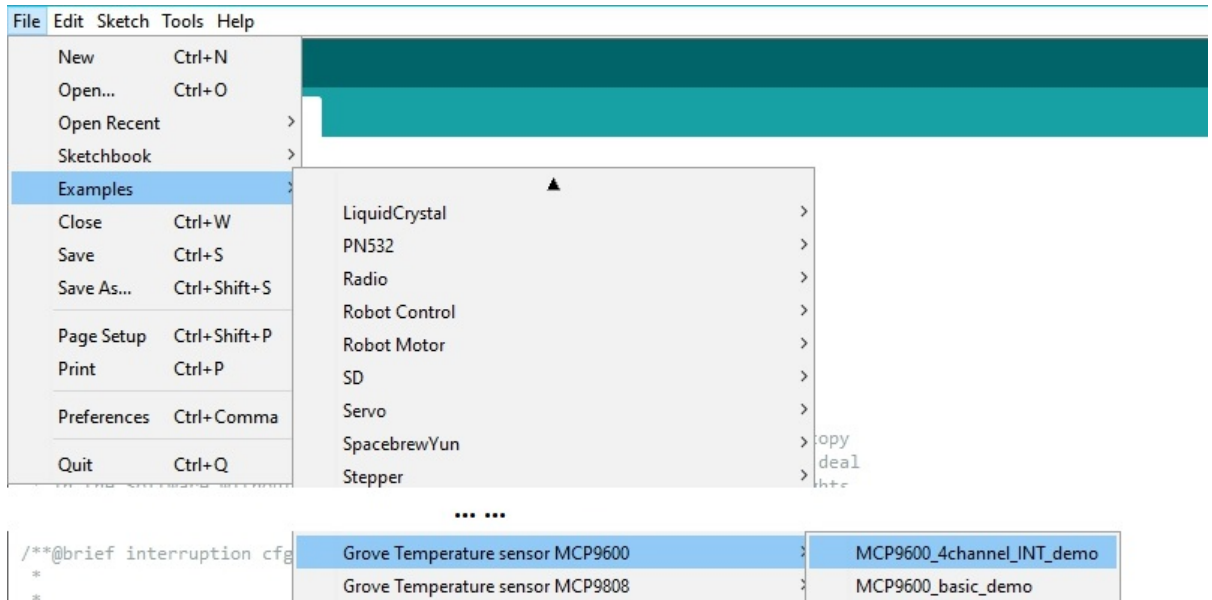 File Edit Sketch Tools Help
New Ctrl+N
Open... Ctrl+O
Open Recent >
Sketchbook >
Examples >
Close Ctrl+W
Save Ctrl+S
Save As... Ctrl+Shift+S
Page Setup Ctrl+Shift+P
Print Ctrl+P
Preferences Ctrl+Comma
Quit Ctrl+Q
▲
LiquidCrystal >
PN532 >
Radio >
Robot Control >
Robot Motor >
SD >
Servo >
SpacebrewYun >
Stepper >
copy
deal
... ...
/**@brief interruption cfg
*
*
Grove Temperature sensor MCP9600 >
Grove Temperature sensor MCP9808 >
MCP9600_4channel_INT_demo
MCP9600_basic_demo